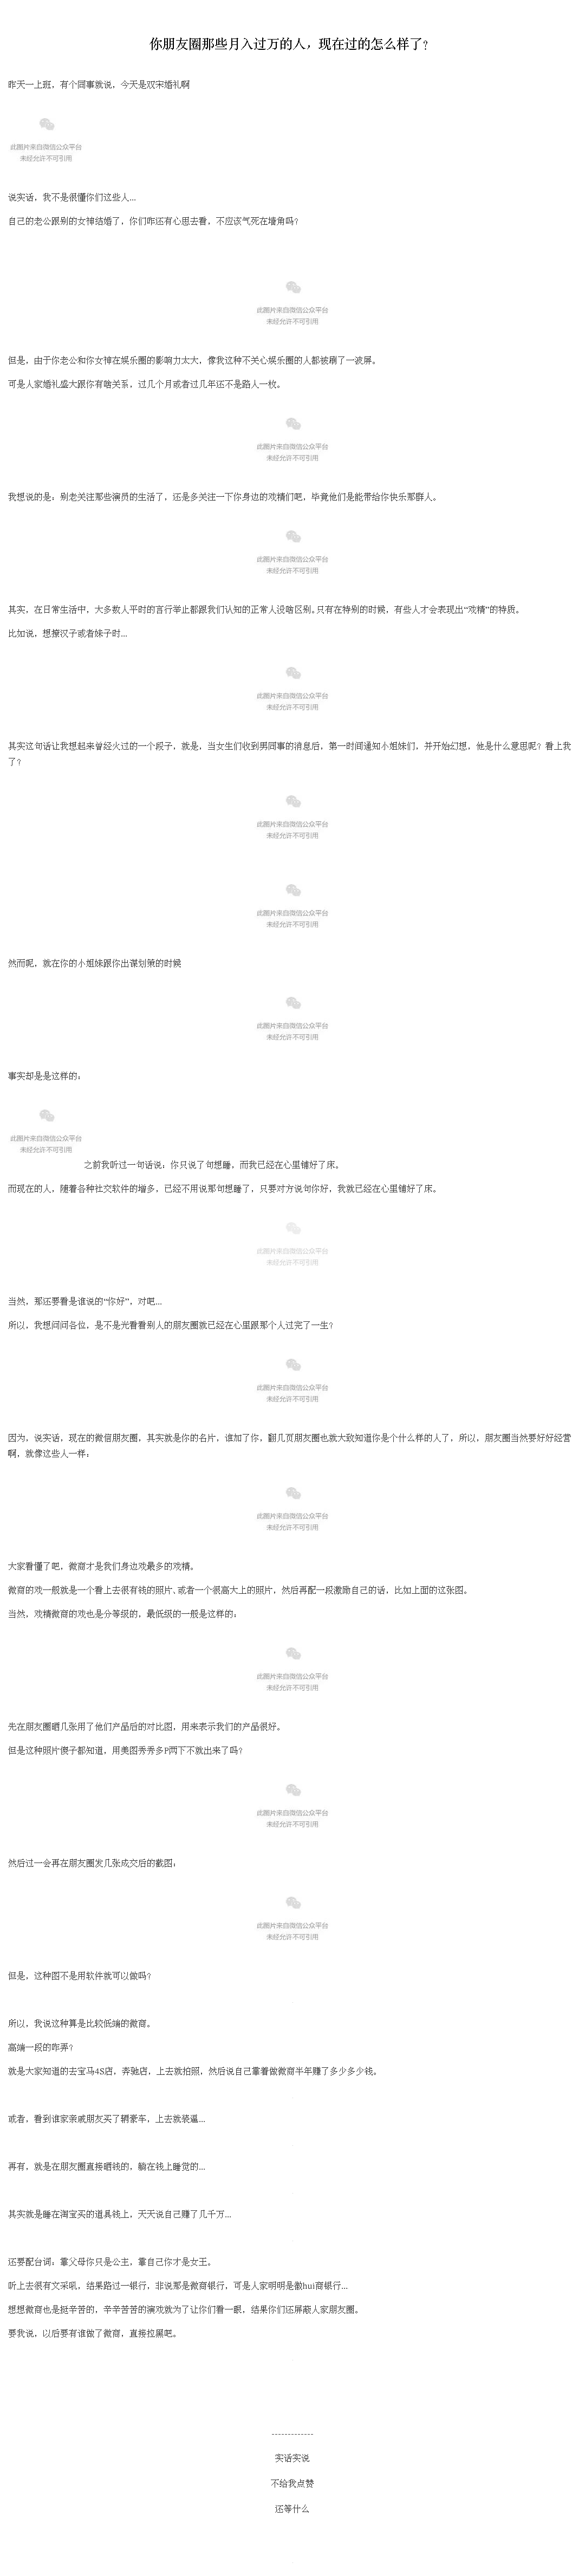 你朋友圈那些月入过万的人，现在过的怎么样了？
昨天一上班，有个同事就说，今天是双宋婚礼啊
此图片来自微信公众平台
未经允许不可引用
说实话，我不是很懂你们这些人...
自己的老公跟别的女神结婚了，你们咋还有心思去看，不应该气死在墙角吗？
此图片来自微信公众平台
未经允许不可引用
但是，由于你老公和你女神在娱乐圈的影响力太大，像我这种不关心娱乐圈的人都被刷了一波屏。
可是人家婚礼盛大跟你有啥关系，过几个月或者过几年还不是路人一枚。
此图片来自微信公众平台
未经允许不可引用
我想说的是：别老关注那些演员的生活了，还是多关注一下你身边的戏精们吧，毕竟他们是能带给你快乐那群人。
此图片来自微信公众平台
未经允许不可引用
其实，在日常生活中，大多数人平时的言行举止都跟我们认知的正常人没啥区别。只有在特别的时候，有些人才会表现出“戏精”的特质。
比如说，想撩汉子或者妹子时...
此图片来自微信公众平台
未经允许不可引用
其实这句话让我想起来曾经火过的一个段子，就是，当女生们收到男同事的消息后，第一时间通知小姐妹们，并开始幻想，他是什么意思呢？看上我
了？
此图片来自微信公众平台
未经允许不可引用
此图片来自微信公众平台
未经允许不可引用
然而呢，就在你的小姐妹跟你出谋划策的时候
此图片来自微信公众平台
未经允许不可引用
事实却是是这样的：
此图片来自微信公众平台
未经允许不可引用
之前我听过一句话说：你只说了句想睡，而我已经在心里铺好了床。
而现在的人，随着各种社交软件的增多，已经不用说那句想睡了，只要对方说句你好，我就已经在心里铺好了床。
此图片来自微信公众平台
未经允许不可引用
当然，那还要看是谁说的“你好”，对吧...
所以，我想问问各位，是不是光看看别人的朋友圈就已经在心里跟那个人过完了一生？
此图片来自微信公众平台
未经允许不可引用
因为，说实话，现在的微信朋友圈，其实就是你的名片，谁加了你，翻几页朋友圈也就大致知道你是个什么样的人了，所以，朋友圈当然要好好经营
啊，就像这些人一样：
此图片来自微信公众平台
未经允许不可引用
大家看懂了吧，微商才是我们身边戏最多的戏精。
微商的戏一般就是一个看上去很有钱的照片、或者一个很高大上的照片，然后再配一段激励自己的话，比如上面的这张图。
当然，戏精微商的戏也是分等级的，最低级的一般是这样的：
此图片来自微信公众平台
未经允许不可引用
先在朋友圈晒几张用了他们产品后的对比图，用来表示我们的产品很好。
但是这种照片傻子都知道，用美图秀秀多P两下不就出来了吗？
此图片来自微信公众平台
未经允许不可引用
然后过一会再在朋友圈发几张成交后的截图：
此图片来自微信公众平台
未经允许不可引用
但是，这种图不是用软件就可以做吗？
所以，我说这种算是比较低端的微商。
高端一段的咋弄？
就是大家知道的去宝马4S店，奔驰店，上去就拍照，然后说自己靠着做微商半年赚了多少多少钱。
或者，看到谁家亲戚朋友买了辆豪车，上去就装逼...
再有，就是在朋友圈直接晒钱的，躺在钱上睡觉的...
其实就是睡在淘宝买的道具钱上，天天说自己赚了几千万...
还要配台词：靠父母你只是公主，靠自己你才是女王。
听上去很有文采吼，结果路过一银行，非说那是微商银行，可是人家明明是徽hui商银行...
想想微商也是挺辛苦的，辛辛苦苦的演戏就为了让你们看一眼，结果你们还屏蔽人家朋友圈。
要我说，以后要有谁做了微商，直接拉黑吧。
-------------
实话实说
不给我点赞
还等什么